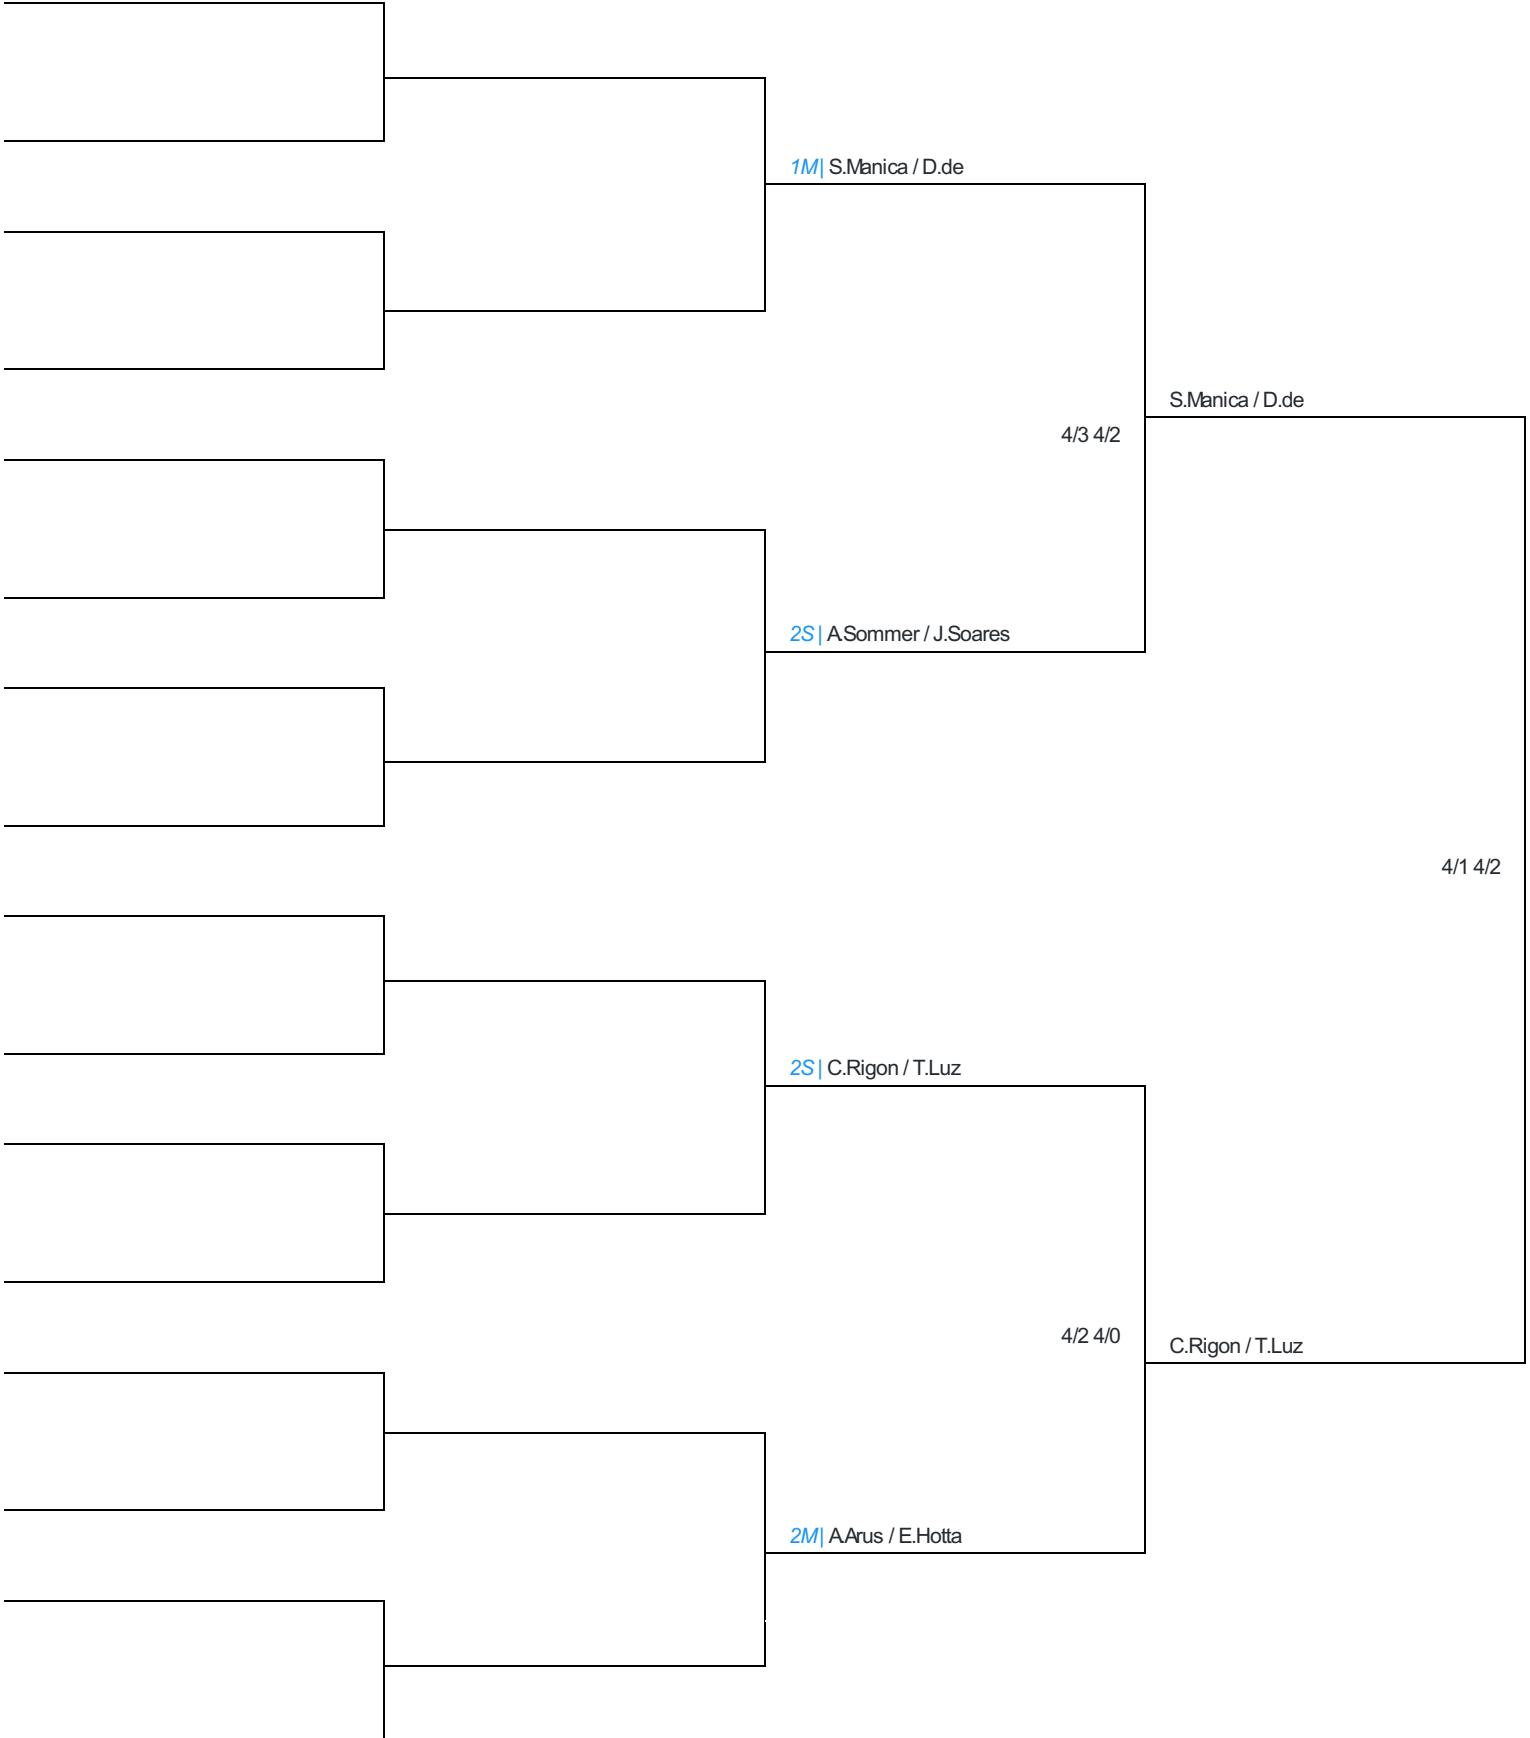 1M| S.Manica / D.de
S.Manica / D.de
4/3 4/2
2S| A.Sommer / J.Soares
4/1 4/2
2S| C.Rigon / T.Luz
4/2 4/0
C.Rigon / T.Luz
2M| A.Arus / E.Hotta